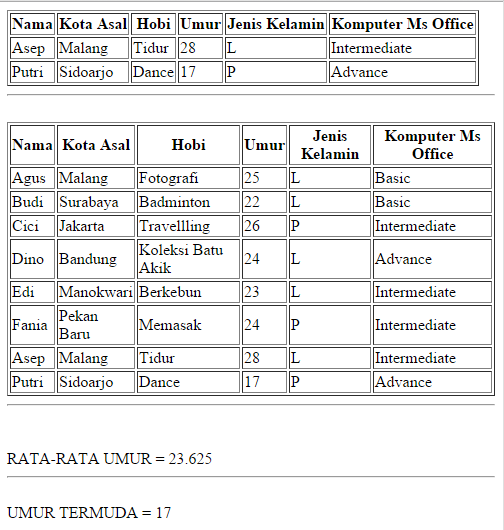 Nama Kota Asal Hobi Umur Jenis Kelamin Komputer Ms Office
Asep Malang Tidur 28 L Intermediate
Putri Sidoarjo Dance 17 P Advance
Nama Kota Asal Hobi Umur Jenis Kelamin Komputer Ms Office
Agus Malang Fotografi 25 L Basic
Budi Surabaya Badminton 22 L Basic
Cici Jakarta Travellling 26 P Intermediate
Dino Bandung Koleksi Batu Akik 24 L Advance
Edi Manokwari Berkebun 23 L Intermediate
Fania Pekan Baru Memasak 24 P Intermediate
Asep Malang Tidur 28 L Intermediate
Putri Sidoarjo Dance 17 P Advance
RATA-RATA UMUR = 23.625
UMUR TERMUDA = 17